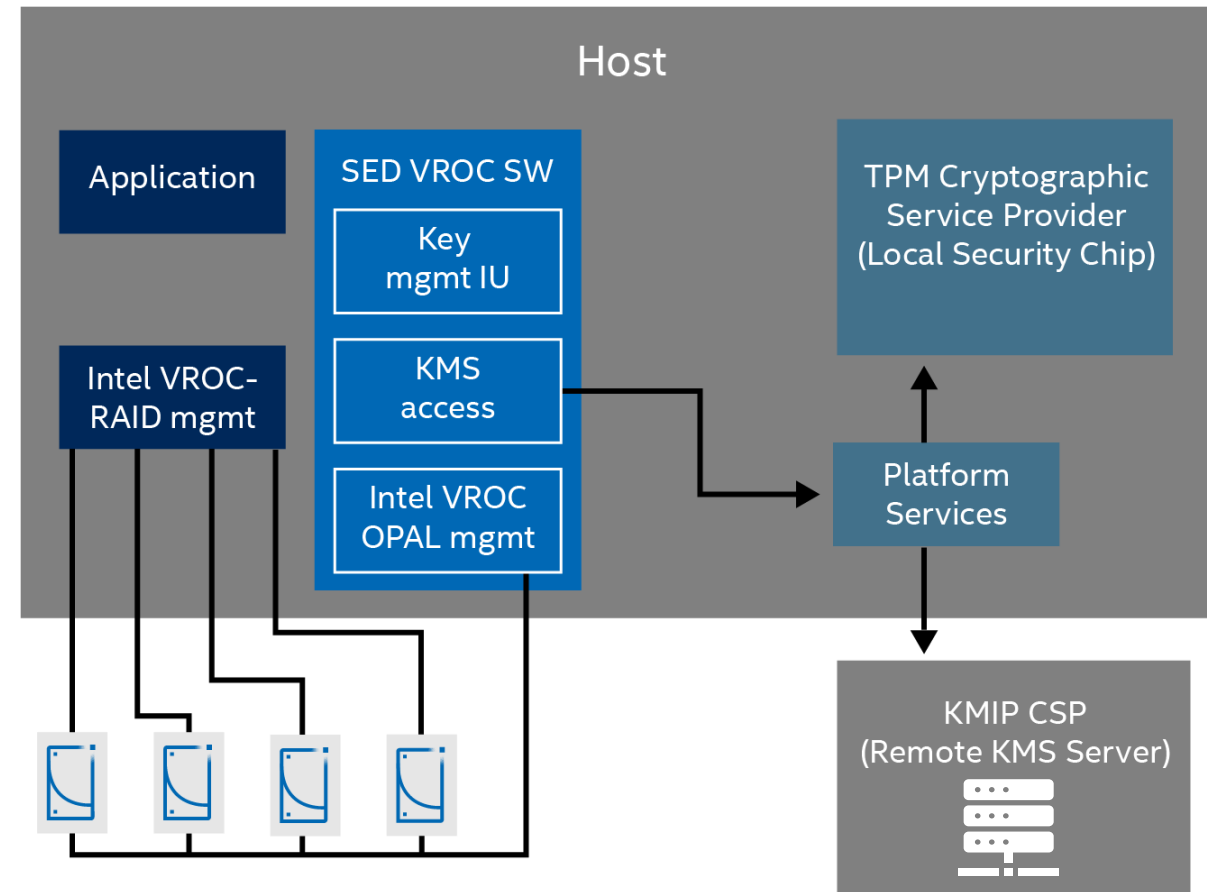 Host
Application
SED VROC SW
Key
mgmt IU
KMS
access
Intel VROC
OPAL mgmt
Intel VROC-
RAID mgmt
TPM Cryptographic
Service Provider
(Local Security Chip)
Platform
Services
KMIP CSP
(Remote KMS Server)